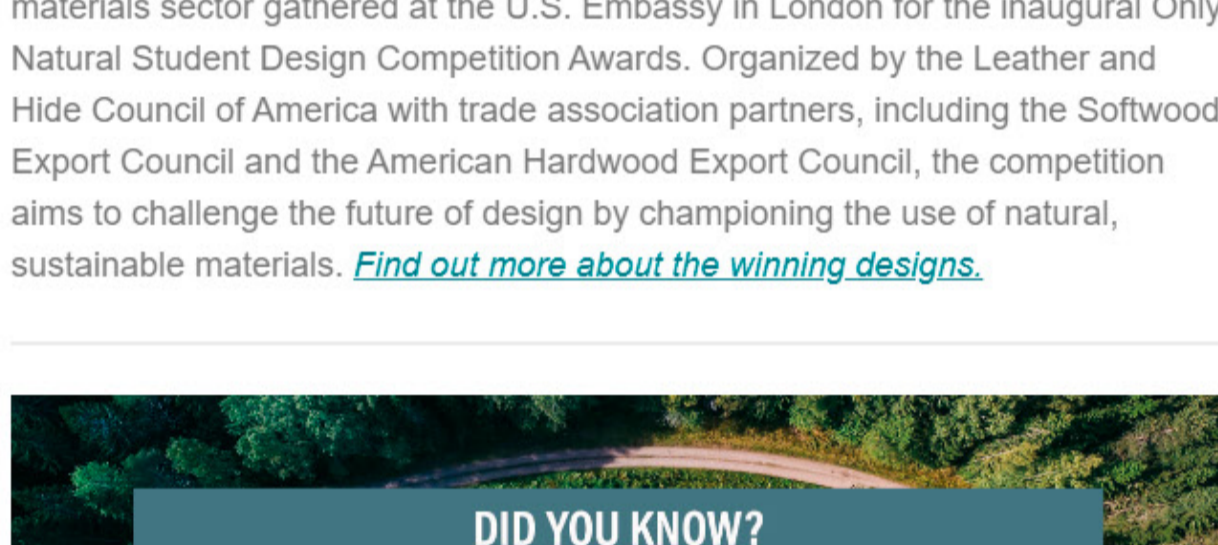 materials sector gathered at the U.S. Embassy in London for the inaugural Only
Natural Student Design Competition Awards. Organized by the Leather and
Hide Council of America with trade association partners, including the Softwood
Export Council and the American Hardwood Export Council, the competition
aims to challenge the future of design by championing the use of natural,
sustainable materials. Find out more about the winning designs.
DID YOU KNOW?